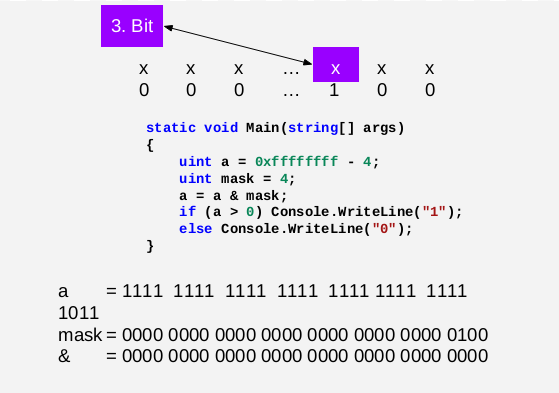 3. Bit
x x x ... x x x
0 0 0 ... 1 0 0
static void Main(string[] args)
{
uint a = 0xffffffff - 4;
uint mask = 4;
a = a & mask;
if (a > 0) Console.WriteLine("1");
else Console.WriteLine("0");
}
a = 1111 1111 1111 1111 1111 1111 1111
1011
mask = 0000 0000 0000 0000 0000 0000 0000 0100
& = 0000 0000 0000 0000 0000 0000 0000 0000